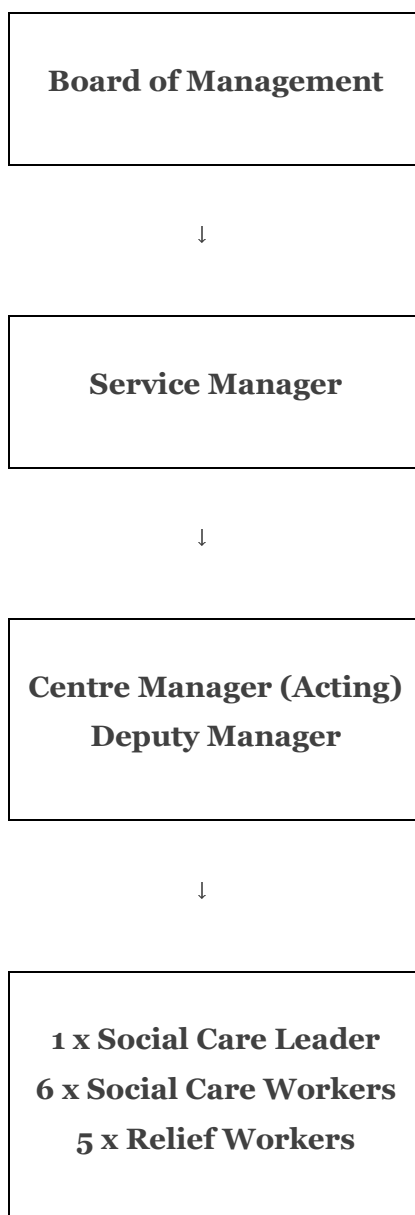 Board of Management
↓
Service Manager
↓
Centre Manager (Acting)
Deputy Manager
↓
1 x Social Care Leader
6 x Social Care Workers
5 x Relief Workers